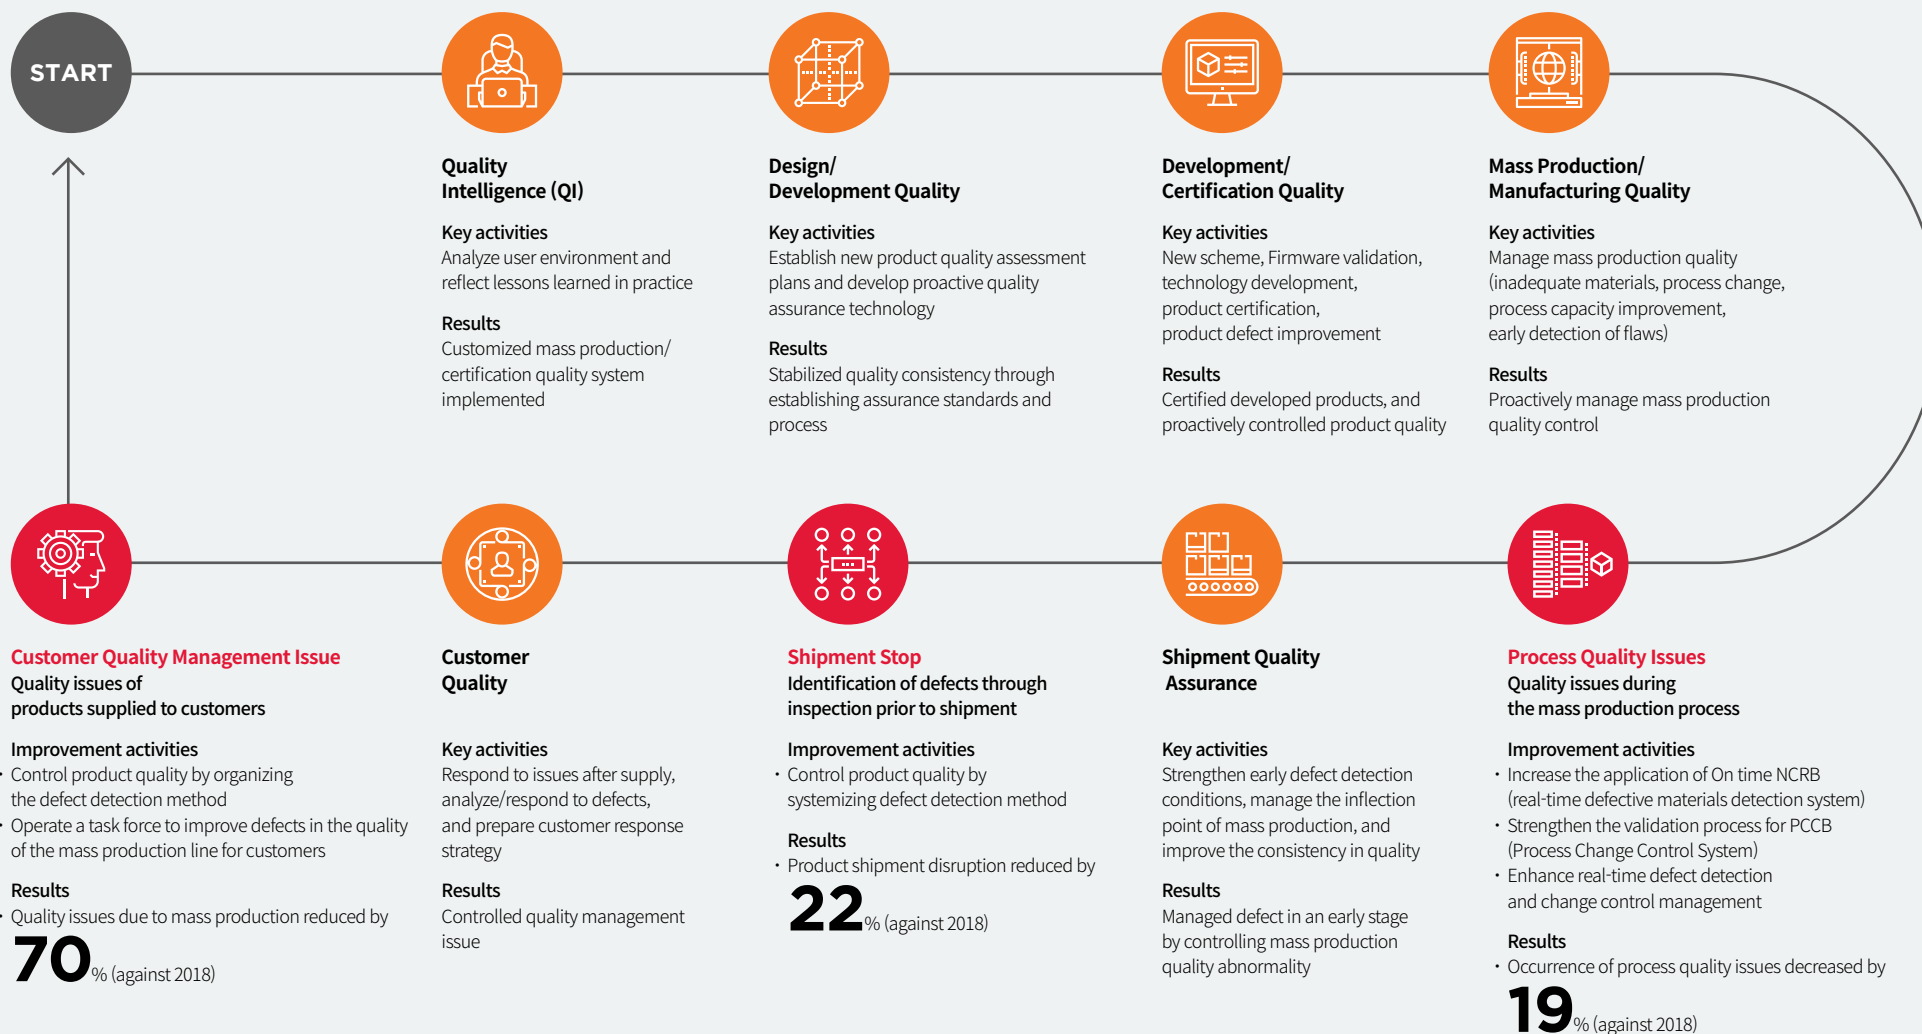 START
Quality
Intelligence (QI)
Key activities
Analyze user environment and
reflect lessons learned in practice
Results
Customized mass production/
certification quality system
implemented
Design/
Development Quality
Key activities
Establish new product quality assessment
plans and develop proactive quality
assurance technology
Results
Stabilized quality consistency through
establishing assurance standards and
process
Development/
Certification Quality
Key activities
New scheme, Firmware validation,
technology development,
product certification,
product defect improvement
Results
Certified developed products, and
proactively controlled product quality
Mass Production/
Manufacturing Quality
Key activities
Manage mass production quality
(inadequate materials, process change,
process capacity improvement,
early detection of flaws)
Results
Proactively manage mass production
quality control
Customer Quality Management Issue
Quality issues of
products supplied to customers
Improvement activities
· Control product quality by organizing
the defect detection method
· Operate a task force to improve defects in the quality
of the mass production line for customers
Results
· Quality issues due to mass production reduced by
70% (against 2018)
Customer
Quality
Key activities
Respond to issues after supply,
analyze/respond to defects,
and prepare customer response
strategy
Results
Controlled quality management
issue
Shipment Stop
Identification of defects through
inspection prior to shipment
Improvement activities
· Control product quality by
systemizing defect detection method
Results
· Product shipment disruption reduced by
22% (against 2018)
Shipment Quality
Assurance
Key activities
Strengthen early defect detection
conditions, manage the inflection
point of mass production, and
improve the consistency in quality
Results
Managed defect in an early stage
by controlling mass production
quality abnormality
Process Quality Issues
Quality issues during
the mass production process
Improvement activities
· Increase the application of On time NCRB
(real-time defective materials detection system)
· Strengthen the validation process for PCCB
(Process Change Control System)
· Enhance real-time defect detection
and change control management
Results
· Occurrence of process quality issues decreased by
19% (against 2018)